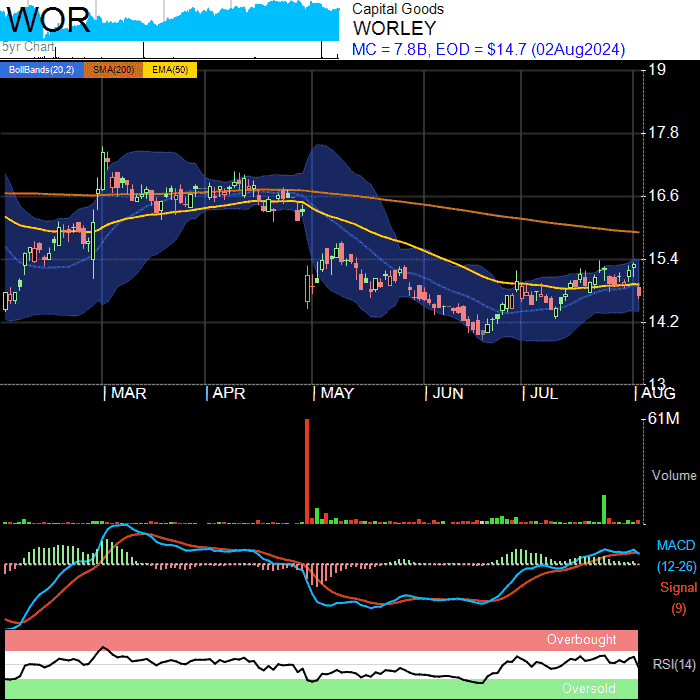 WOR
5yr Chart
Capital Goods
WORLEY
MC = 7.8B, EOD = $14.7 (02Aug2024)
BollBands(20,2) SMA(200) EMA(50)
19
17.8
16.6
15.4
14.2
13
MAR APR MAY JUN JUL AUG
61M
Volume
MACD
(12-26)
Signal
(9)
Overbought
RSI(14)
Oversold